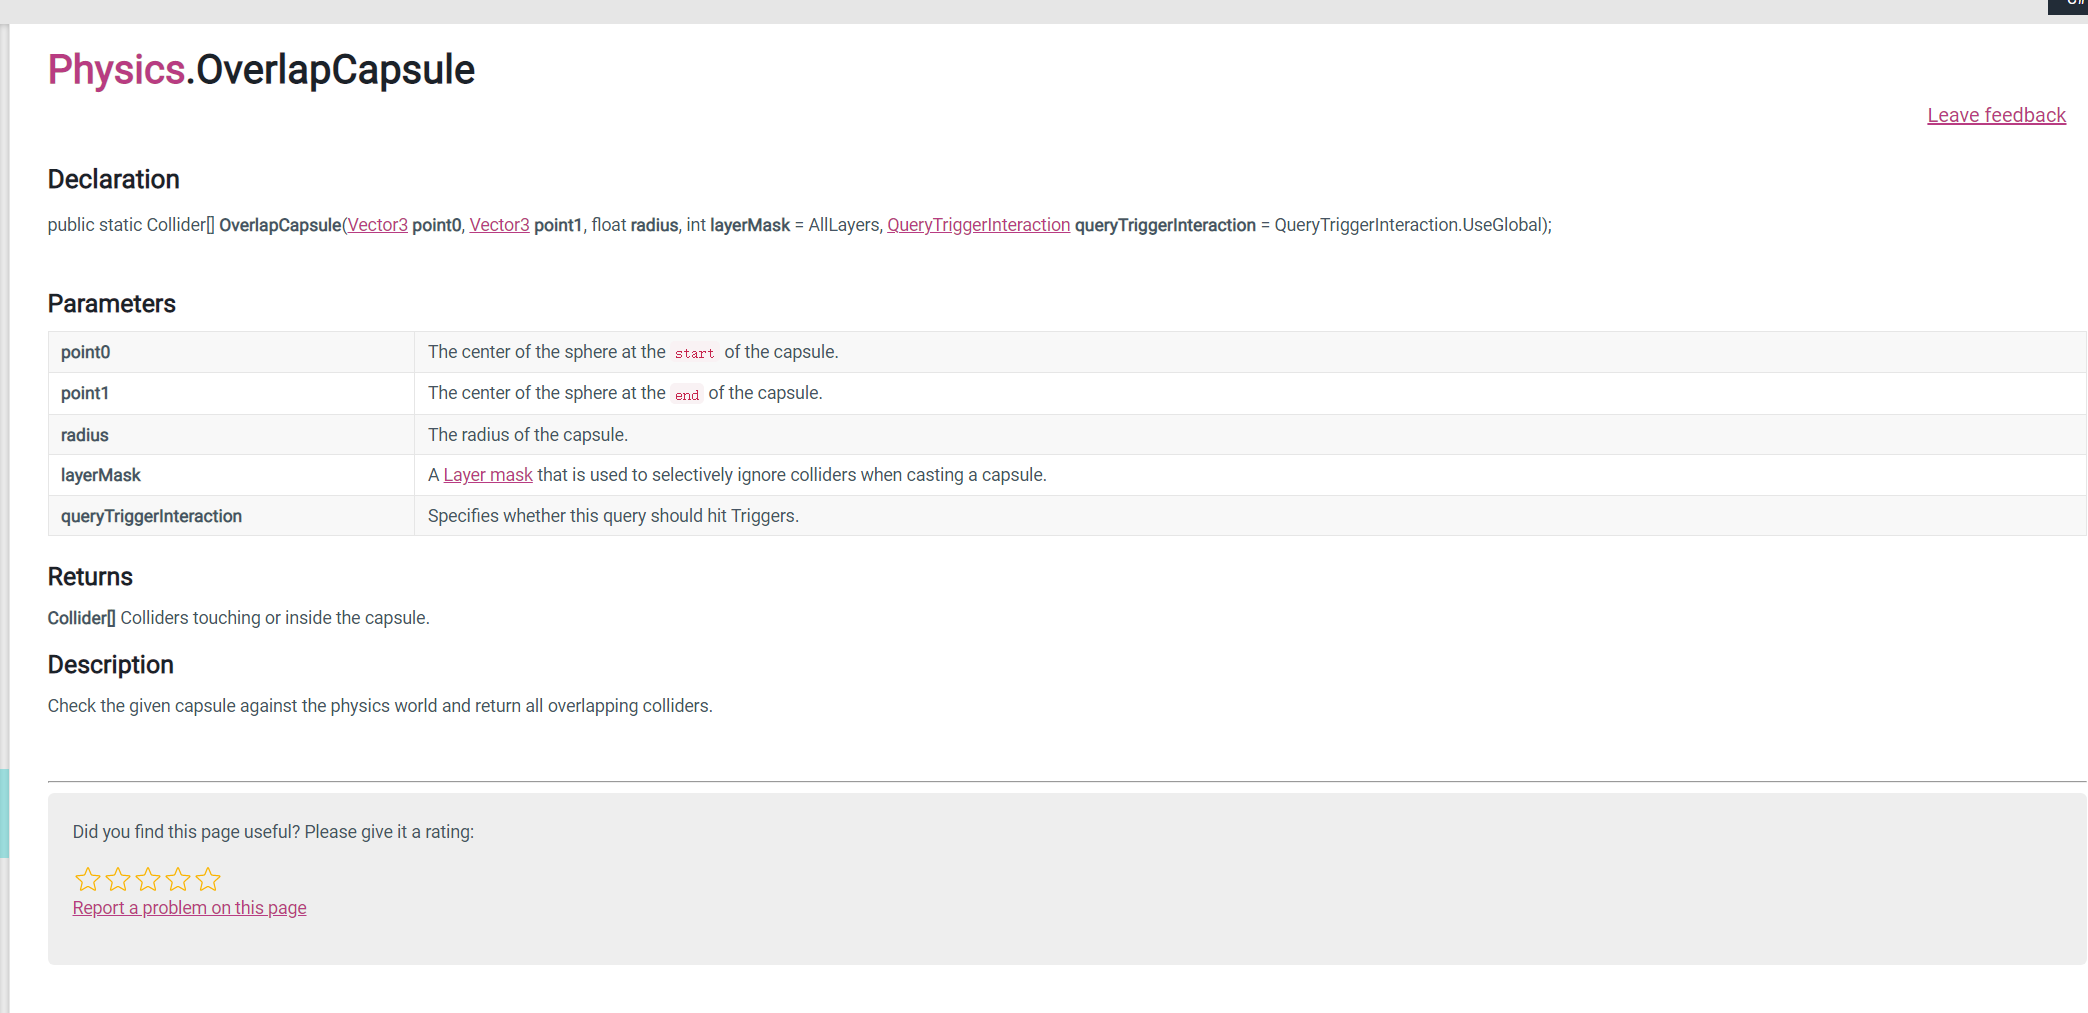 Physics.OverlapCapsule
Leave feedback
Declaration
public static Collider[] OverlapCapsule(Vector3 point0, Vector3 point1, float radius, int layerMask = AllLayers, QueryTriggerInteraction queryTriggerInteraction = QueryTriggerInteraction.UseGlobal);
Parameters
point0 The center of the sphere at the start of the capsule.
point1 The center of the sphere at the end of the capsule.
radius The radius of the capsule.
layerMask A Layer mask that is used to selectively ignore colliders when casting a capsule.
queryTriggerInteraction Specifies whether this query should hit Triggers.
Returns
Collider[] Colliders touching or inside the capsule.
Description
Check the given capsule against the physics world and return all overlapping colliders.
Did you find this page useful? Please give it a rating:
Report a problem on this page